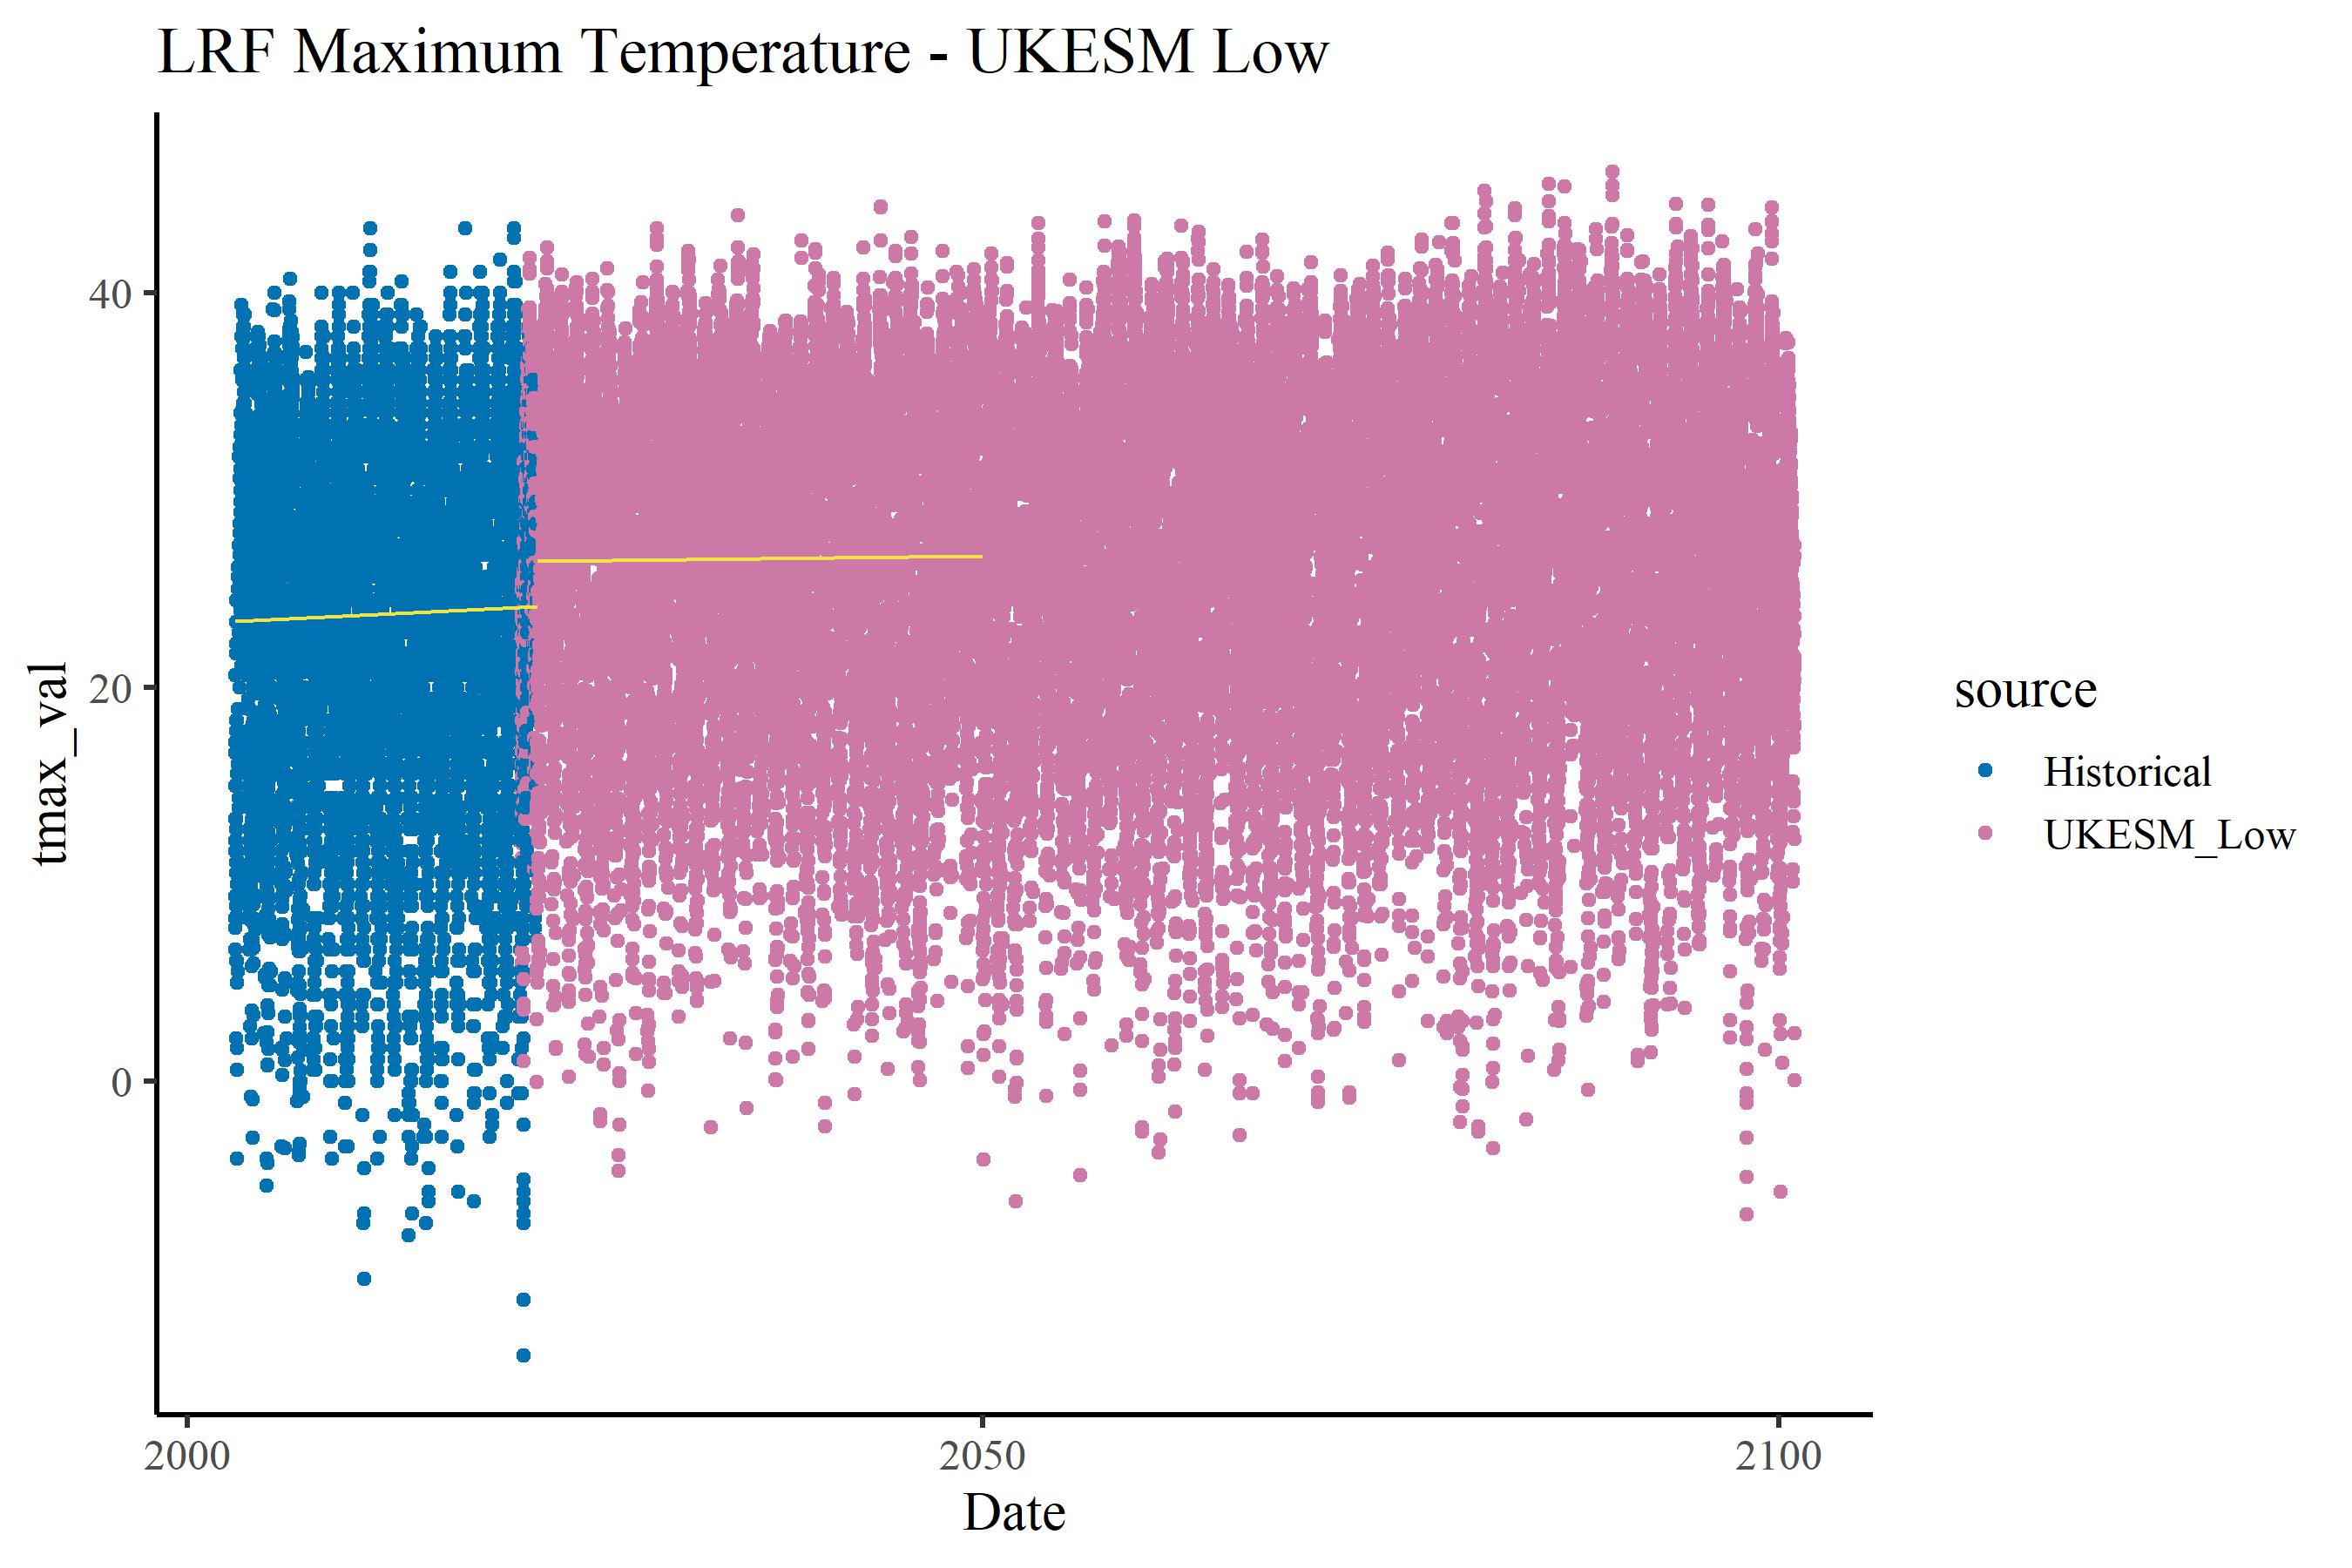 LRF Maximum Temperature - UKESM Low
tmax_val
40
20
0
2000
2050
2100
Date
source
Historical
UKESM_Low